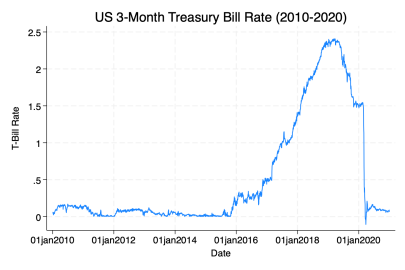 US 3-Month Treasury Bill Rate (2010-2020)
T-Bill Rate
2.5
2
1.5
1
.5
0
01jan2010 01jan2012 01jan2014 01jan2016 01jan2018 01jan2020
Date